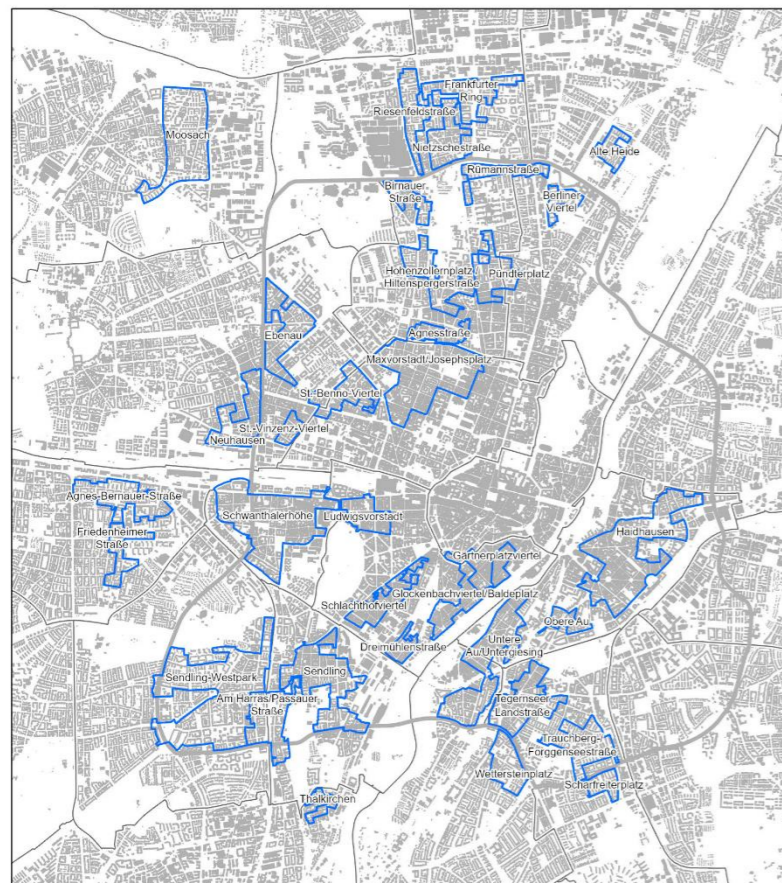 Frankfurter
Ring
Riesenfeldstraße
Moosach
Nietzschestraße
Alte Heide
Rümannstraße
Birnauer
Straße
Berliner
Viertel
Hohenzollernplatz-
Hiltenspergerstraße
Pündterplatz
Ebenau
Agnesstraße
Maxvorstadt/Josephsplatz
St.-Benno-Viertel
St.-Vinzenz-Viertel
Neuhausen
Agnes-Bernauer-Straße
Schwanthalerhöhe
Ludwigsvorstadt
Friedenheimer
Straße
Haidhausen
Gärtnerplatzviertel
Glockenbachviertel/Baldeplatz
Schlachthofviertel
Obere Au
Dreimühlenstraße
Untere
Au/Untergiesing
Sendling-Westpark
Sendling
Am Harras/Passauer
Straße
Tegernseer
Landstraße
Trauchberg-
Forggenseestraße
Wettersteinplatz
Scharfreiterplatz
Thalkirchen